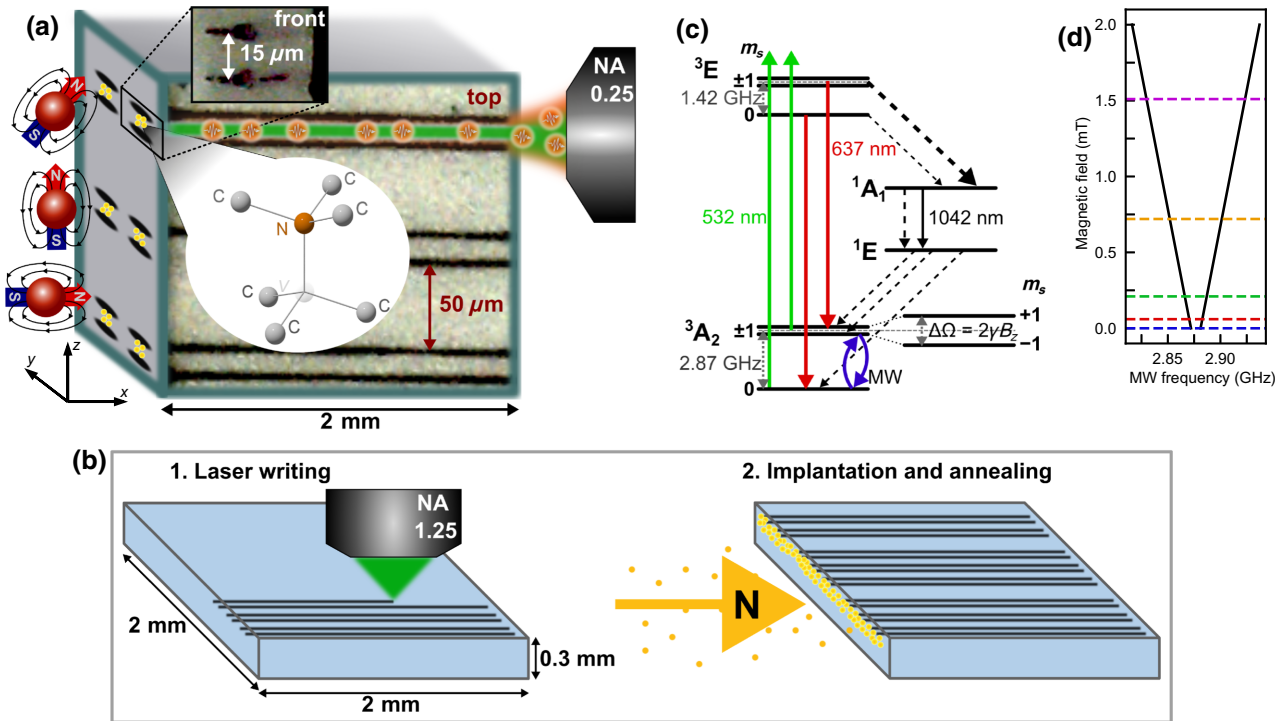 (a)
front
15 µm
top
NA
0.25
N
S
N
S
S
N
C
C
C
N
V
C
C
C
C
50 µm
z
y
x
2 mm
(c)
mₛ
³E
±1
1.42 GHz
0
637 nm
¹A₁
532 nm
1042 nm
¹E
mₛ
³A₂
±1
+1
ΔΩ = 2γB_z
−1
2.87 GHz
MW
0
(d)
2.0
1.5
1.0
0.5
0.0
Magnetic field (mT)
2.85
2.90
MW frequency (GHz)
(b)
1. Laser writing
NA
1.25
2 mm
2 mm
0.3 mm
2. Implantation and annealing
N